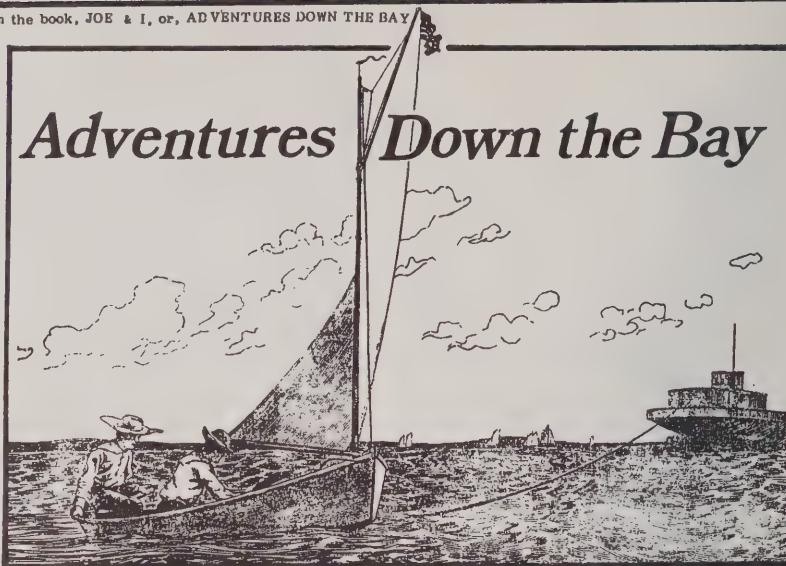 the book, JOE & I, or, ADVENTURES DOWN THE BAY
Adventures Down the Bay